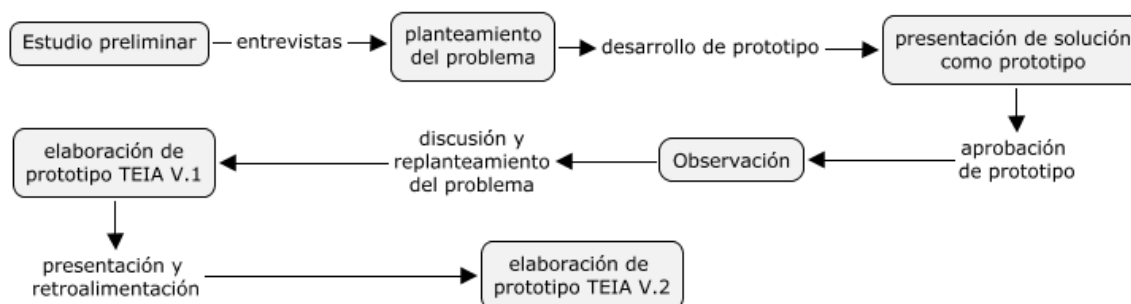 Estudio preliminar
entrevistas
planteamiento
del problema
desarrollo de prototipo
presentación de solución
como prototipo
aprobación
de prototipo
Observación
discusión y
replanteamiento
del problema
elaboración de
prototipo TEIA V.1
presentación y
retroalimentación
elaboración de
prototipo TEIA V.2